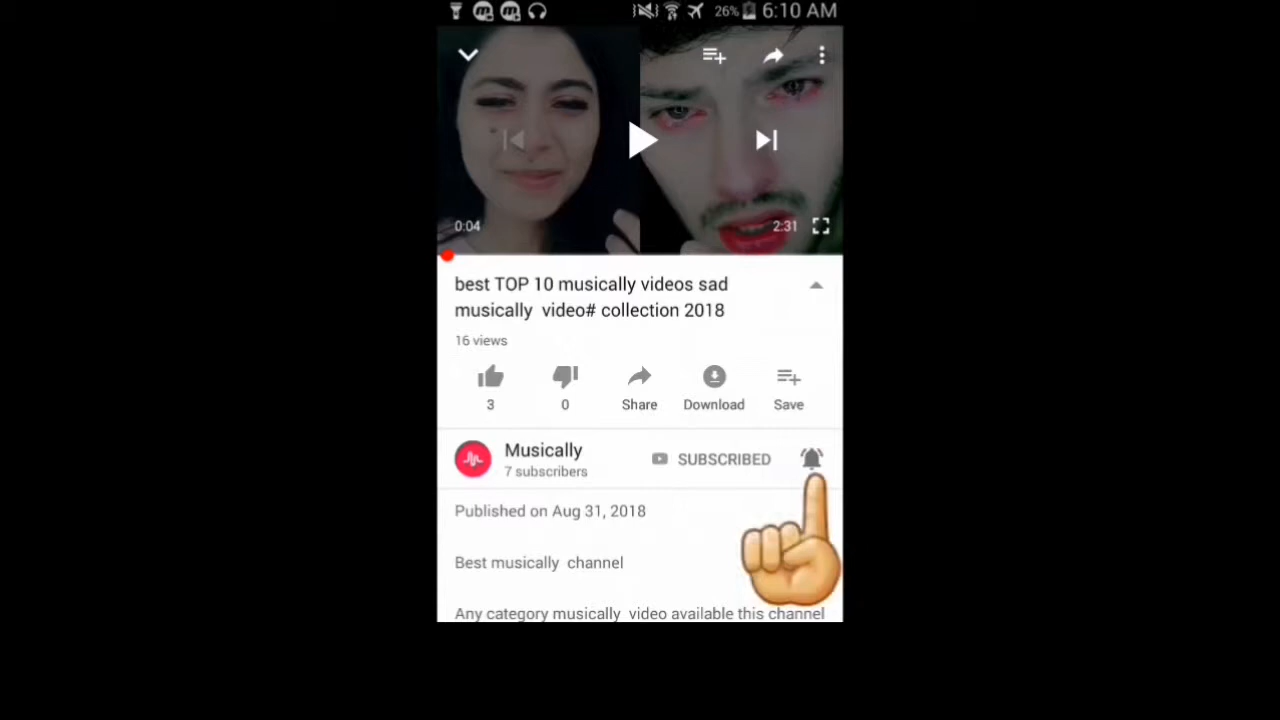 26% 6:10 AM
0:04 2:31
best TOP 10 musically videos sad
musically video# collection 2018
16 views
3 0 Share Download Save
Musically
7 subscribers
SUBSCRIBED
Published on Aug 31, 2018
Best musically channel
Any category musically video available this channel